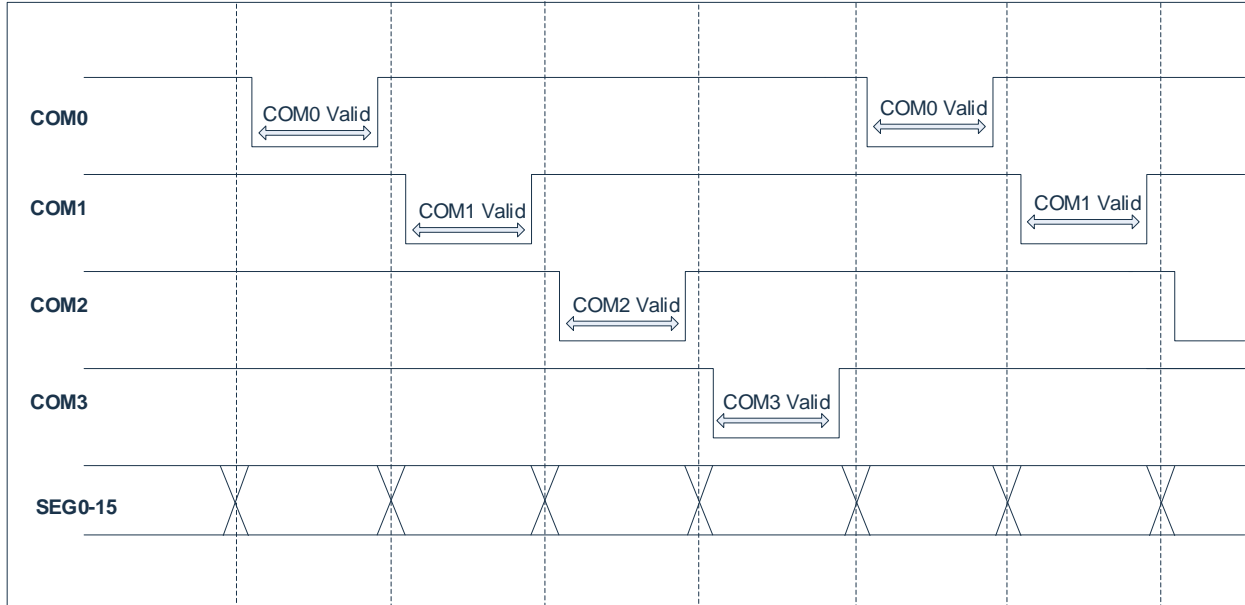 COM0
COM0 Valid
COM0 Valid
COM1
COM1 Valid
COM1 Valid
COM2
COM2 Valid
COM3
COM3 Valid
SEG0-15